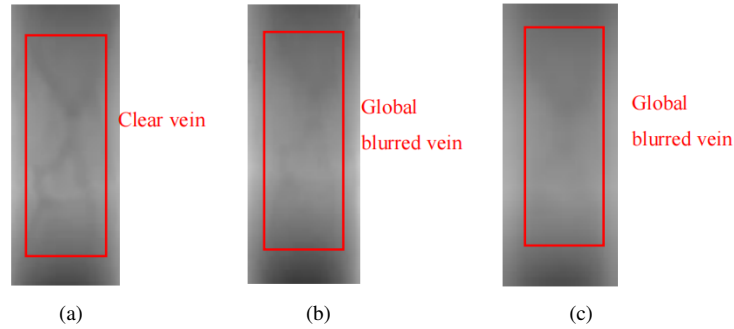 Clear vein
Global
blurred vein
Global
blurred vein
(a)
(b)
(c)